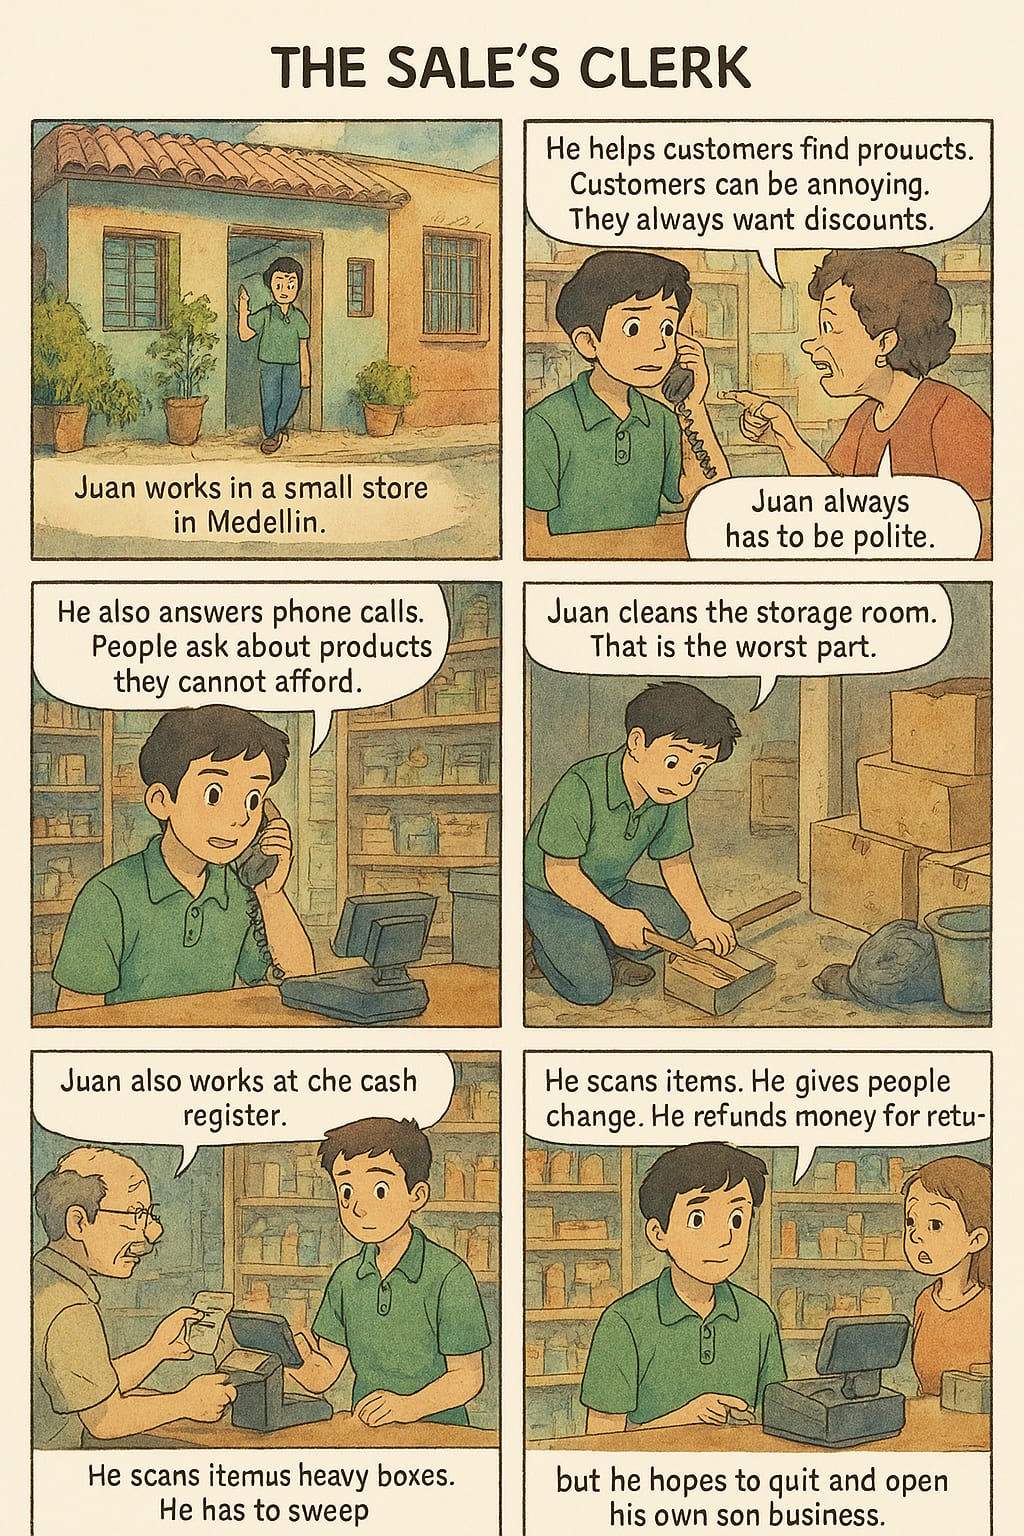 THE SALE'S CLERK
Juan works in a small store
in Medellin.
He helps customers find prouucts.
Customers can be annoying.
They always want discounts.
Juan always
has to be polite.
He also answers phone calls.
People ask about products
they cannot afford.
Juan cleans the storage room.
That is the worst part.
Juan also works at che cash
register.
He scans itemus heavy boxes.
He has to sweep
He scans items. He gives people
change. He refunds money for retu-
but he hopes to quit and open
his own son business.